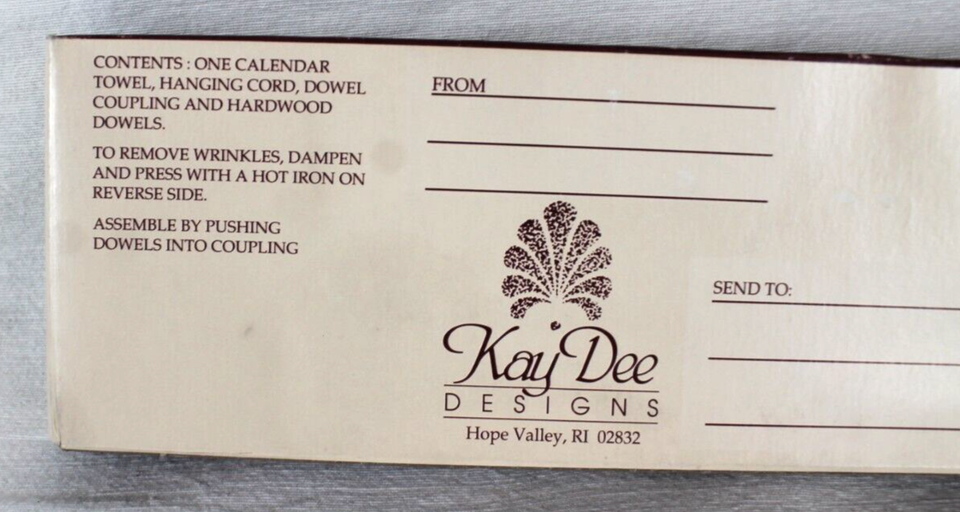 CONTENTS : ONE CALENDAR
TOWEL, HANGING CORD, DOWEL
COUPLING AND HARDWOOD
DOWELS.
TO REMOVE WRINKLES, DAMPEN
AND PRESS WITH A HOT IRON ON
REVERSE SIDE.
ASSEMBLE BY PUSHING
DOWELS INTO COUPLING
FROM
Kay Dee
DESIGNS
Hope Valley, RI 02832
SEND TO: